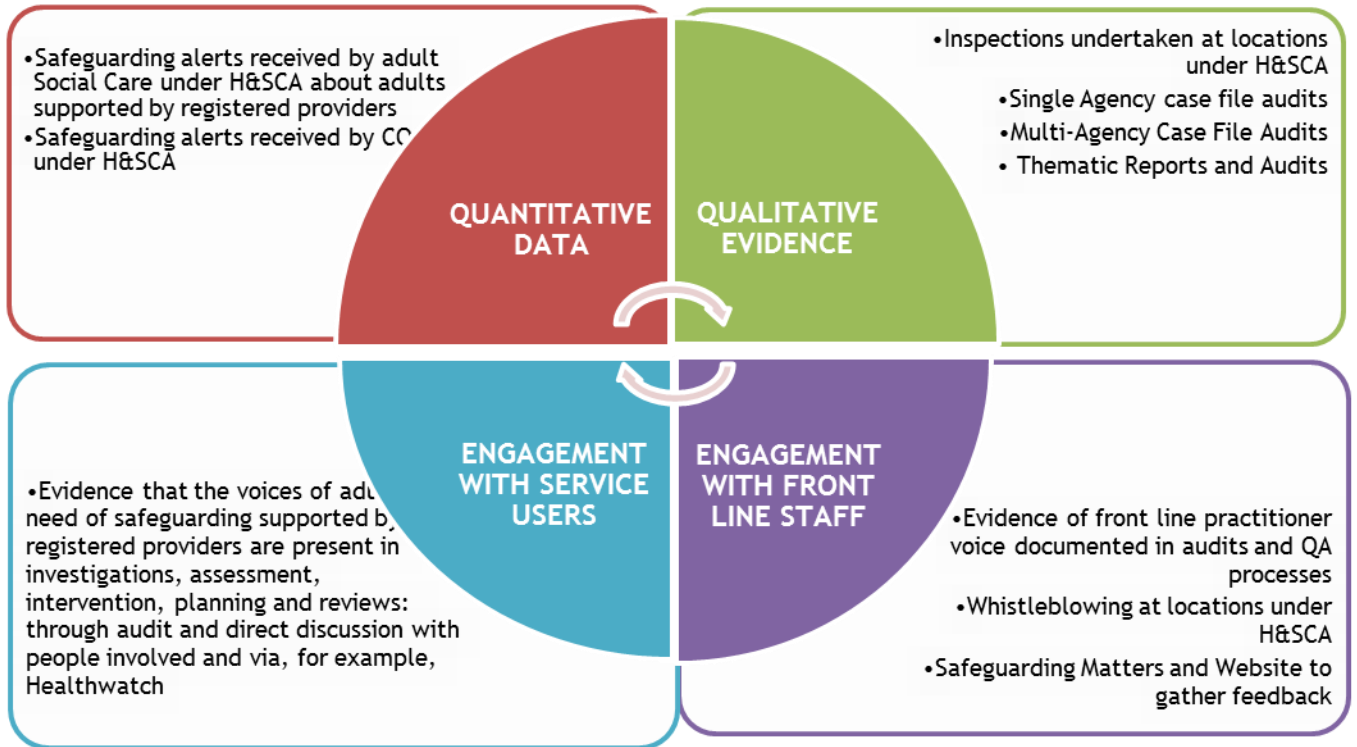 •Safeguarding alerts received by adult
Social Care under H&SCA about adults
supported by registered providers
•Safeguarding alerts received by
under H&SCA
•Inspections undertaken at locations
under H&SCA
•Single Agency case file audits
•Multi-Agency Case File Audits
• Thematic Reports and Audits
QUANTITATIVE
DATA
QUALITATIVE
EVIDENCE
ENGAGEMENT
WITH SERVICE
USERS
ENGAGEMENT
WITH FRONT
LINE STAFF
•Evidence that the voices of
need of safeguarding supported by
registered providers are present in
investigations, assessment,
intervention, planning and reviews:
through audit and direct discussion with
people involved and via, for example,
Healthwatch
•Evidence of front line practitioner
voice documented in audits and QA
processes
•Whistleblowing at locations under
H&SCA
•Safeguarding Matters and Website to
gather feedback